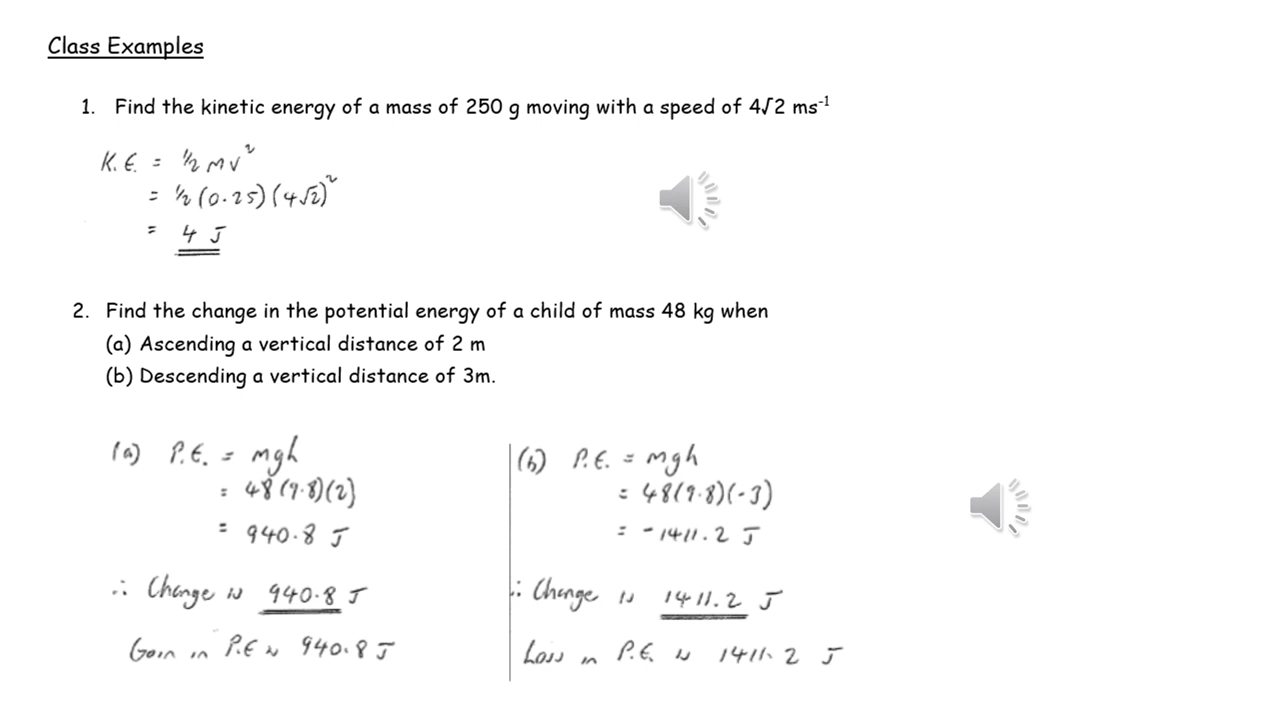 Class Examples
1. Find the kinetic energy of a mass of 250 g moving with a speed of 4√2 ms⁻¹
K.E. = ½ mv²
= ½ (0.25)(4√2)²
= 4 J
2. Find the change in the potential energy of a child of mass 48 kg when
(a) Ascending a vertical distance of 2 m
(b) Descending a vertical distance of 3m.
(a) P.E. = mgh
= 48(9.8)(2)
= 940.8 J
∴ Change is 940.8 J
Gain in P.E is 940.8 J
(b) P.E. = mgh
= 48(9.8)(-3)
= -1411.2 J
∴ Change is 1411.2 J
Loss in P.E. is 1411.2 J